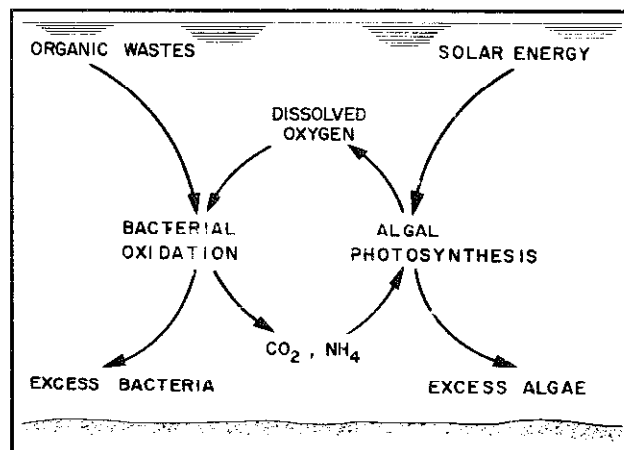 ORGANIC WASTES
SOLAR ENERGY
DISSOLVED
OXYGEN
BACTERIAL
OXIDATION
ALGAL
PHOTOSYNTHESIS
CO₂ , NH₄
EXCESS BACTERIA
EXCESS ALGAE